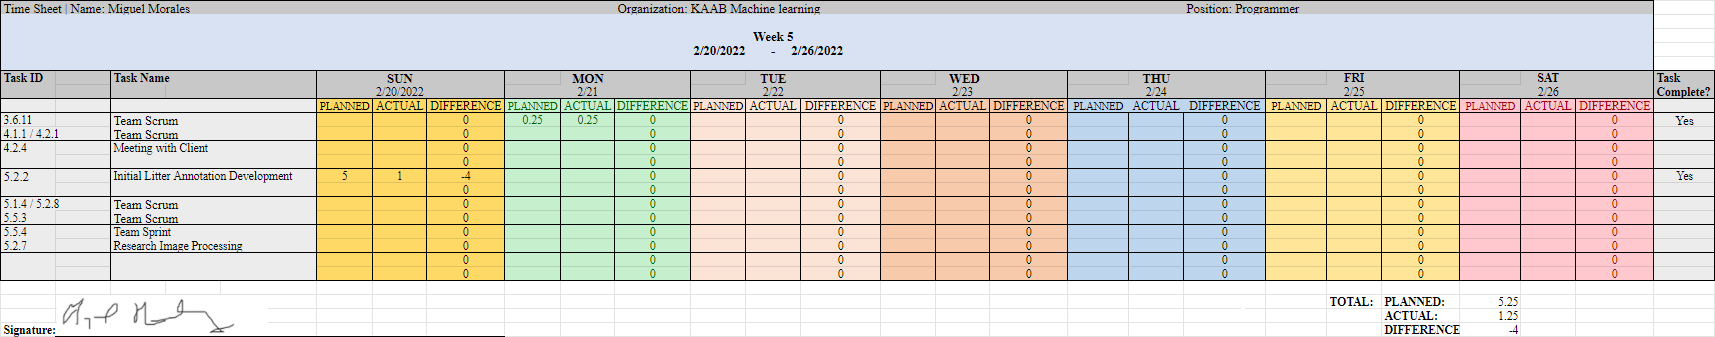 Time Sheet | Name: Miguel Morales Organization: KAAB Machine learning Position: Programmer
Week 5
2/20/2022 - 2/26/2022
Task ID Task Name SUN MON TUE WED THU FRI SAT Task
2/20/2022 2/21 2/22 2/23 2/24 2/25 2/26 Complete?
PLANNED ACTUAL DIFFERENCE PLANNED ACTUAL DIFFERENCE PLANNED ACTUAL DIFFERENCE PLANNED ACTUAL DIFFERENCE PLANNED ACTUAL DIFFERENCE PLANNED ACTUAL DIFFERENCE PLANNED ACTUAL DIFFERENCE
3.6.11 Team Scrum 0 0.25 0.25 0 0 0 0 0 0 Yes
4.1.1 / 4.2.1 Team Scrum 0 0 0 0 0 0 0
4.2.4 Meeting with Client 0 0 0 0 0 0 0
0 0 0 0 0 0 0
5.2.2 Initial Litter Annotation Development 5 1 -4 0 0 0 0 0 0 Yes
0 0 0 0 0 0 0
5.1.4 / 5.2.8 Team Scrum 0 0 0 0 0 0
5.5.3 Team Scrum 0 0 0 0 0 0
5.5.4 Team Sprint 0 0 0 0 0 0
5.2.7 Research Image Processing 0 0 0 0 0 0
0 0 0 0 0 0 0
0 0 0 0 0 0 0
TOTAL: PLANNED: 5.25
ACTUAL: 1.25
Signature: DIFFERENCE -4